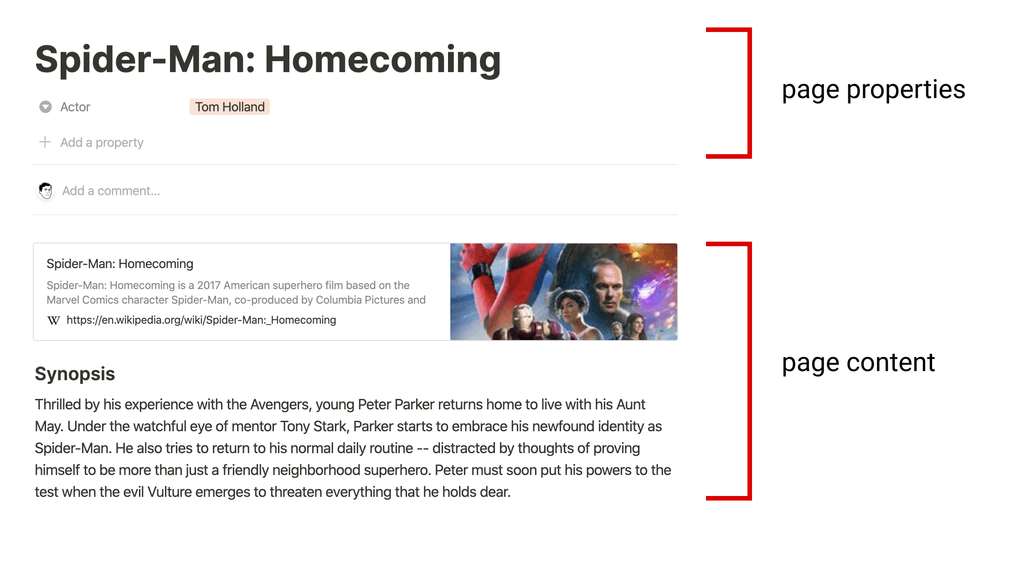 Spider-Man: Homecoming
Actor Tom Holland
Add a property
page properties
Add a comment...
Spider-Man: Homecoming
Spider-Man: Homecoming is a 2017 American superhero film based on the
Marvel Comics character Spider-Man, co-produced by Columbia Pictures and
W https://en.wikipedia.org/wiki/Spider-Man:_Homecoming
page content
Synopsis
Thrilled by his experience with the Avengers, young Peter Parker returns home to live with his Aunt
May. Under the watchful eye of mentor Tony Stark, Parker starts to embrace his newfound identity as
Spider-Man. He also tries to return to his normal daily routine -- distracted by thoughts of proving
himself to be more than just a friendly neighborhood superhero. Peter must soon put his powers to the
test when the evil Vulture emerges to threaten everything that he holds dear.